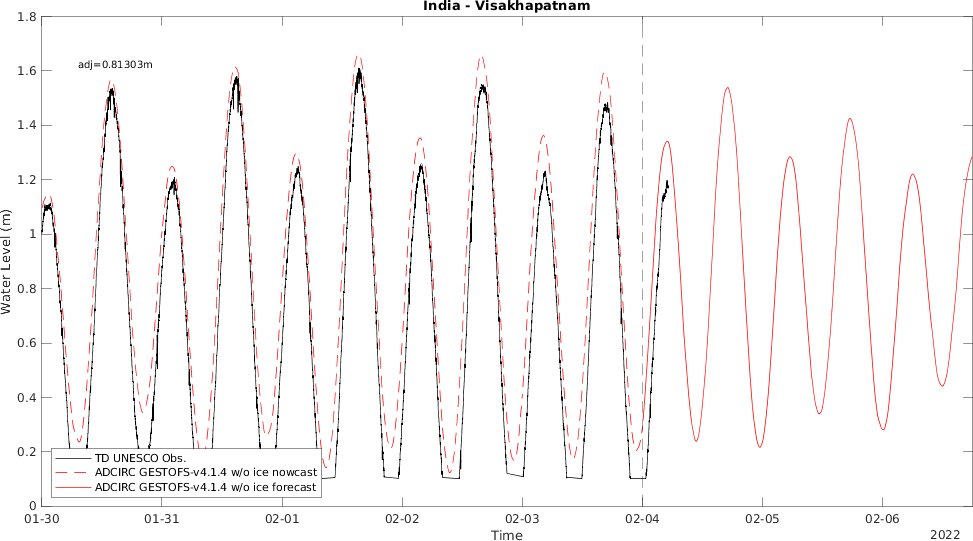 India - Visakhapatnam
1.8
adj=0.81303m
1.6
1.4
1.2
1
0.8
0.6
0.4
0.2
0
Water Level (m)
TD UNESCO Obs.
ADCIRC GESTOFS-v4.1.4 w/o ice nowcast
ADCIRC GESTOFS-v4.1.4 w/o ice forecast
01-30 01-31 02-01 02-02 02-03 02-04 02-05 02-06
Time
2022